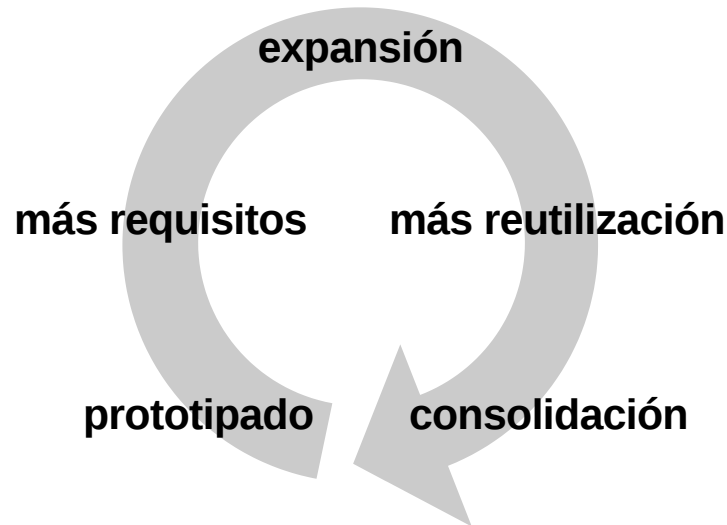 expansión
más requisitos
más reutilización
prototipado
consolidación